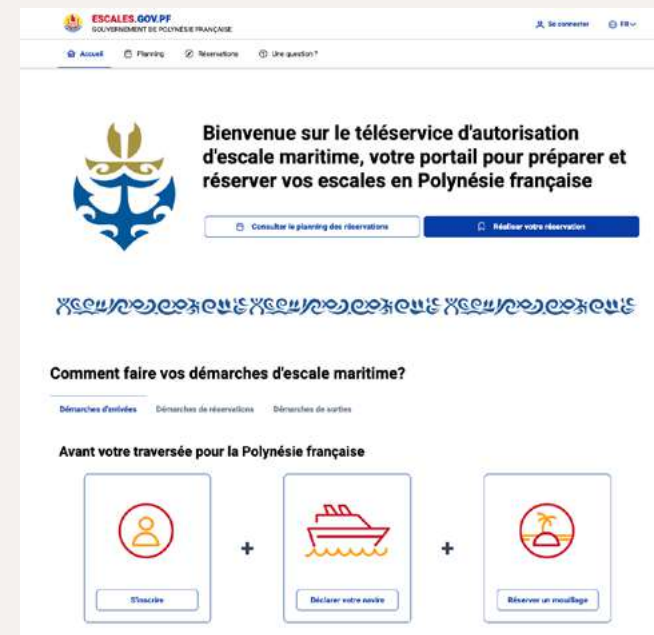 ESCALES.GOV.PF
GOUVERNEMENT DE POLYNÉSIE FRANÇAISE
Se connecter
FR
Accueil
Planning
Réservations
Une question ?
Bienvenue sur le téléservice d'autorisation
d'escale maritime, votre portail pour préparer et
réserver vos escales en Polynésie française
Consulter le planning des réservations
Réaliser votre réservation
Comment faire vos démarches d'escale maritime?
Démarches d'entrées
Démarches de réservations
Démarches de sorties
Avant votre traversée pour la Polynésie française
+
+
S'inscrire
Déclarer votre navire
Réserver un mouillage